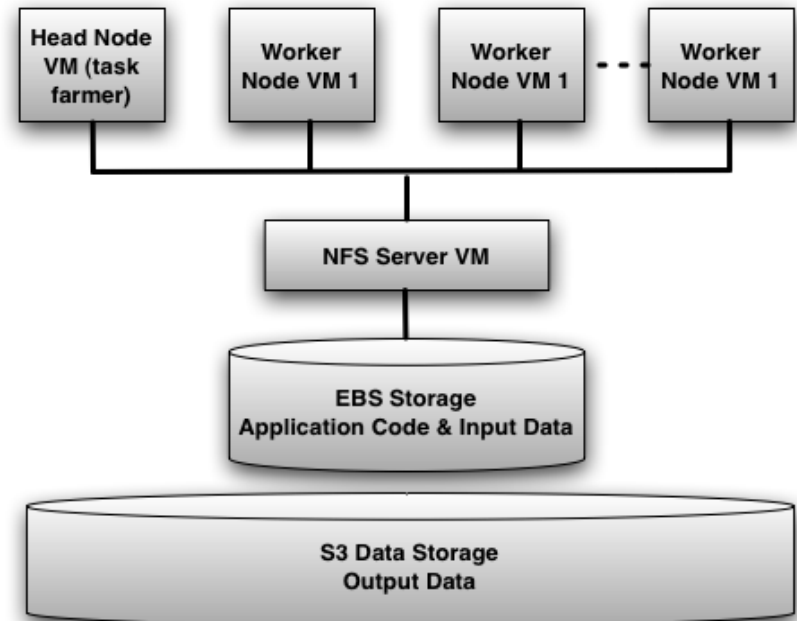 Head Node
VM (task
farmer)
Worker
Node VM 1
Worker
Node VM 1
Worker
Node VM 1
NFS Server VM
EBS Storage
Application Code & Input Data
S3 Data Storage
Output Data